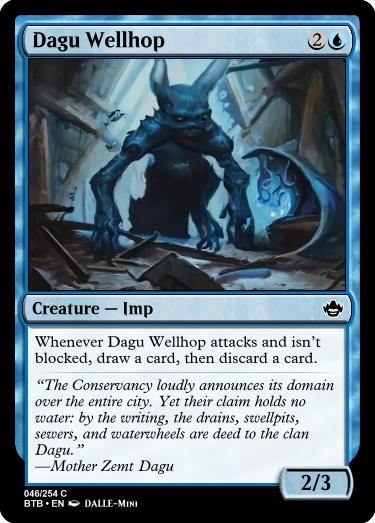 Dagu Wellhop 2
Creature — Imp
Whenever Dagu Wellhop attacks and isn't
blocked, draw a card, then discard a card.
“The Conservancy loudly announces its domain
over the entire city. Yet their claim holds no
water: by the writing, the drains, swellpits,
sewers, and waterwheels are deed to the clan
Dagu.”
—Mother Zemt Dagu
2/3
046/254 C
BTB • EN DALLE-Mini